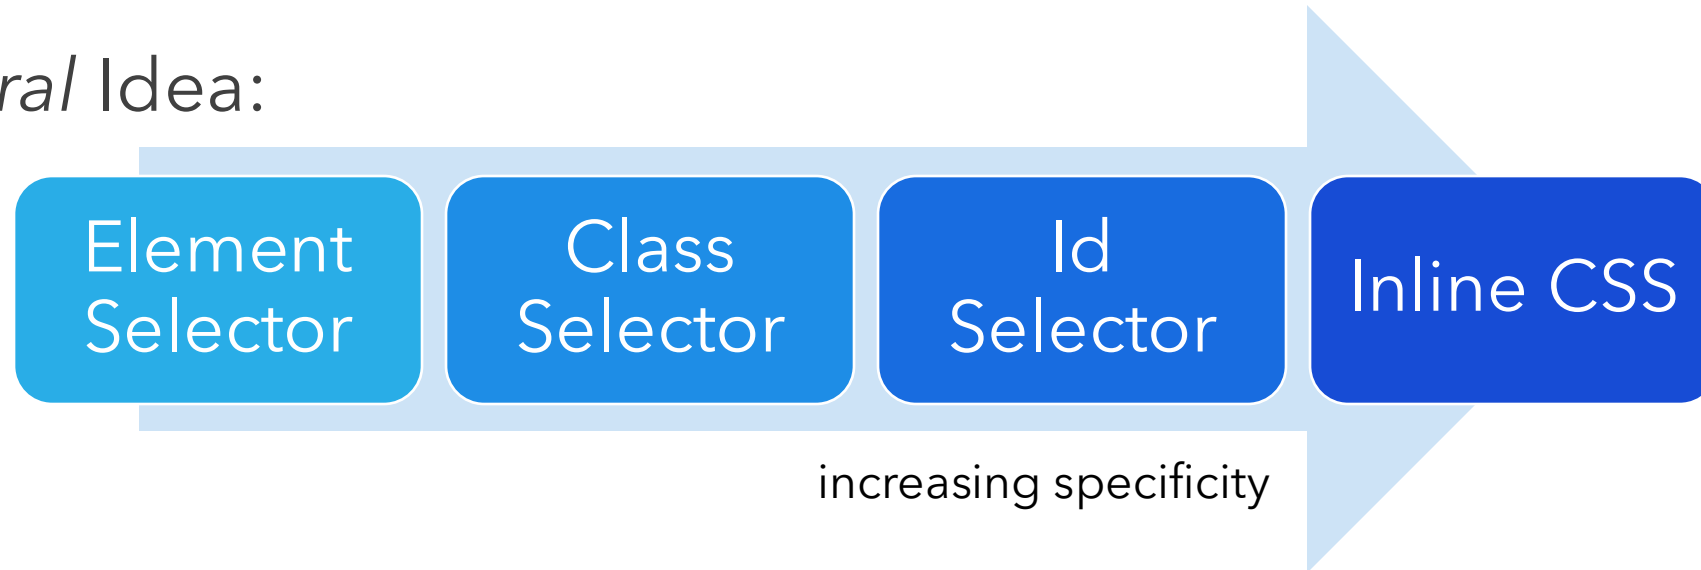 ral Idea:
Element
Selector
Class
Selector
Id
Selector
Inline CSS
increasing specificity